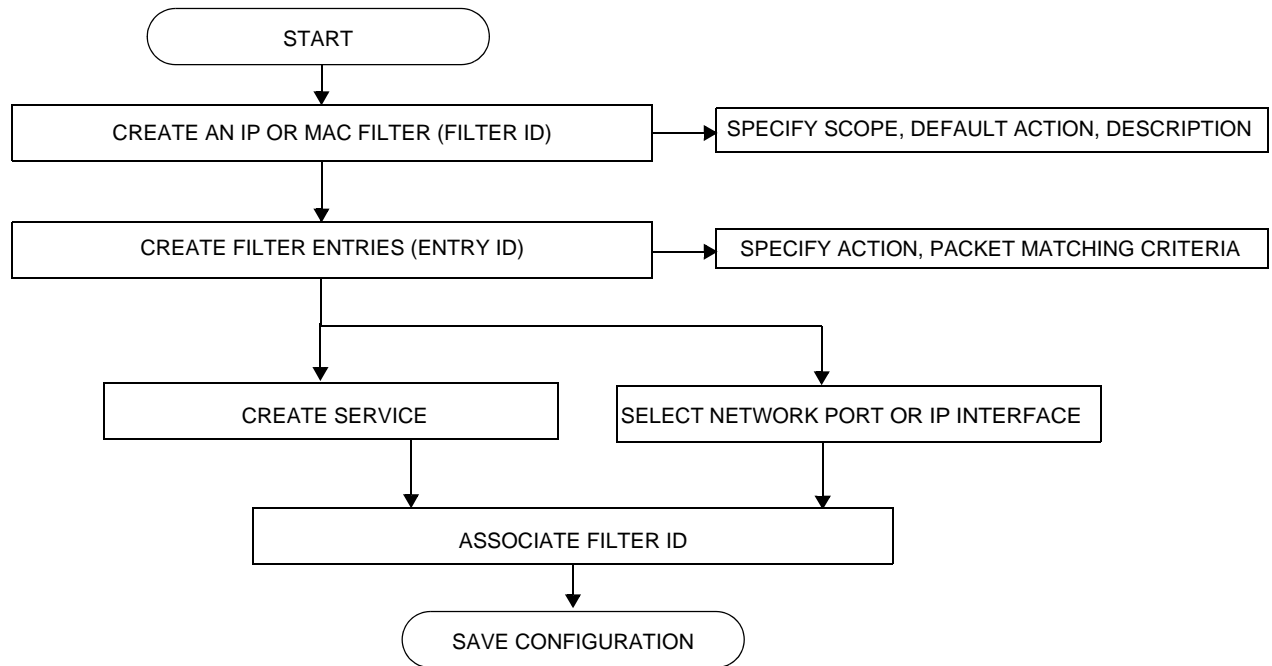 START
CREATE AN IP OR MAC FILTER (FILTER ID)
SPECIFY SCOPE, DEFAULT ACTION, DESCRIPTION
CREATE FILTER ENTRIES (ENTRY ID)
SPECIFY ACTION, PACKET MATCHING CRITERIA
CREATE SERVICE
SELECT NETWORK PORT OR IP INTERFACE
ASSOCIATE FILTER ID
SAVE CONFIGURATION